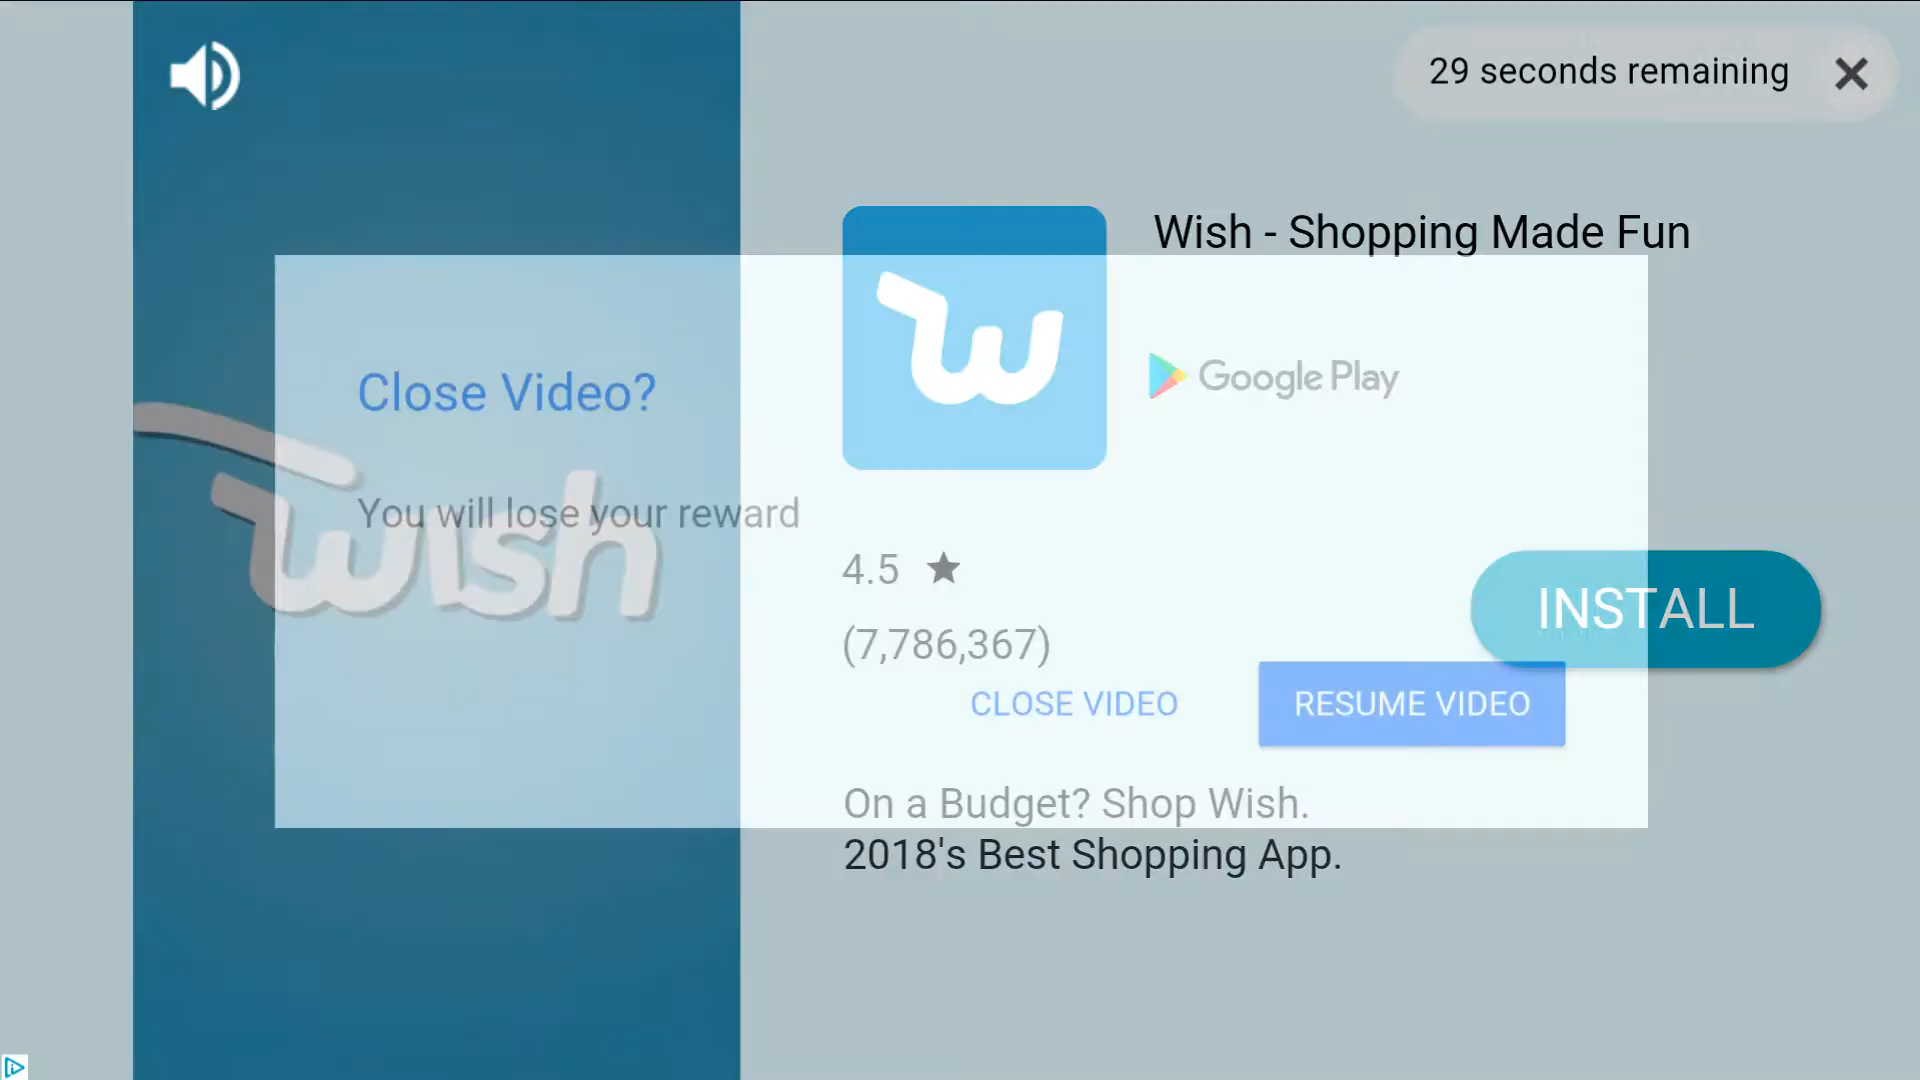 29 seconds remaining
Wish - Shopping Made Fun
Google Play
Close Video?
You will lose your reward
wish
4.5
(7,786,367)
INSTALL
CLOSE VIDEO
RESUME VIDEO
On a Budget? Shop Wish.
2018's Best Shopping App.